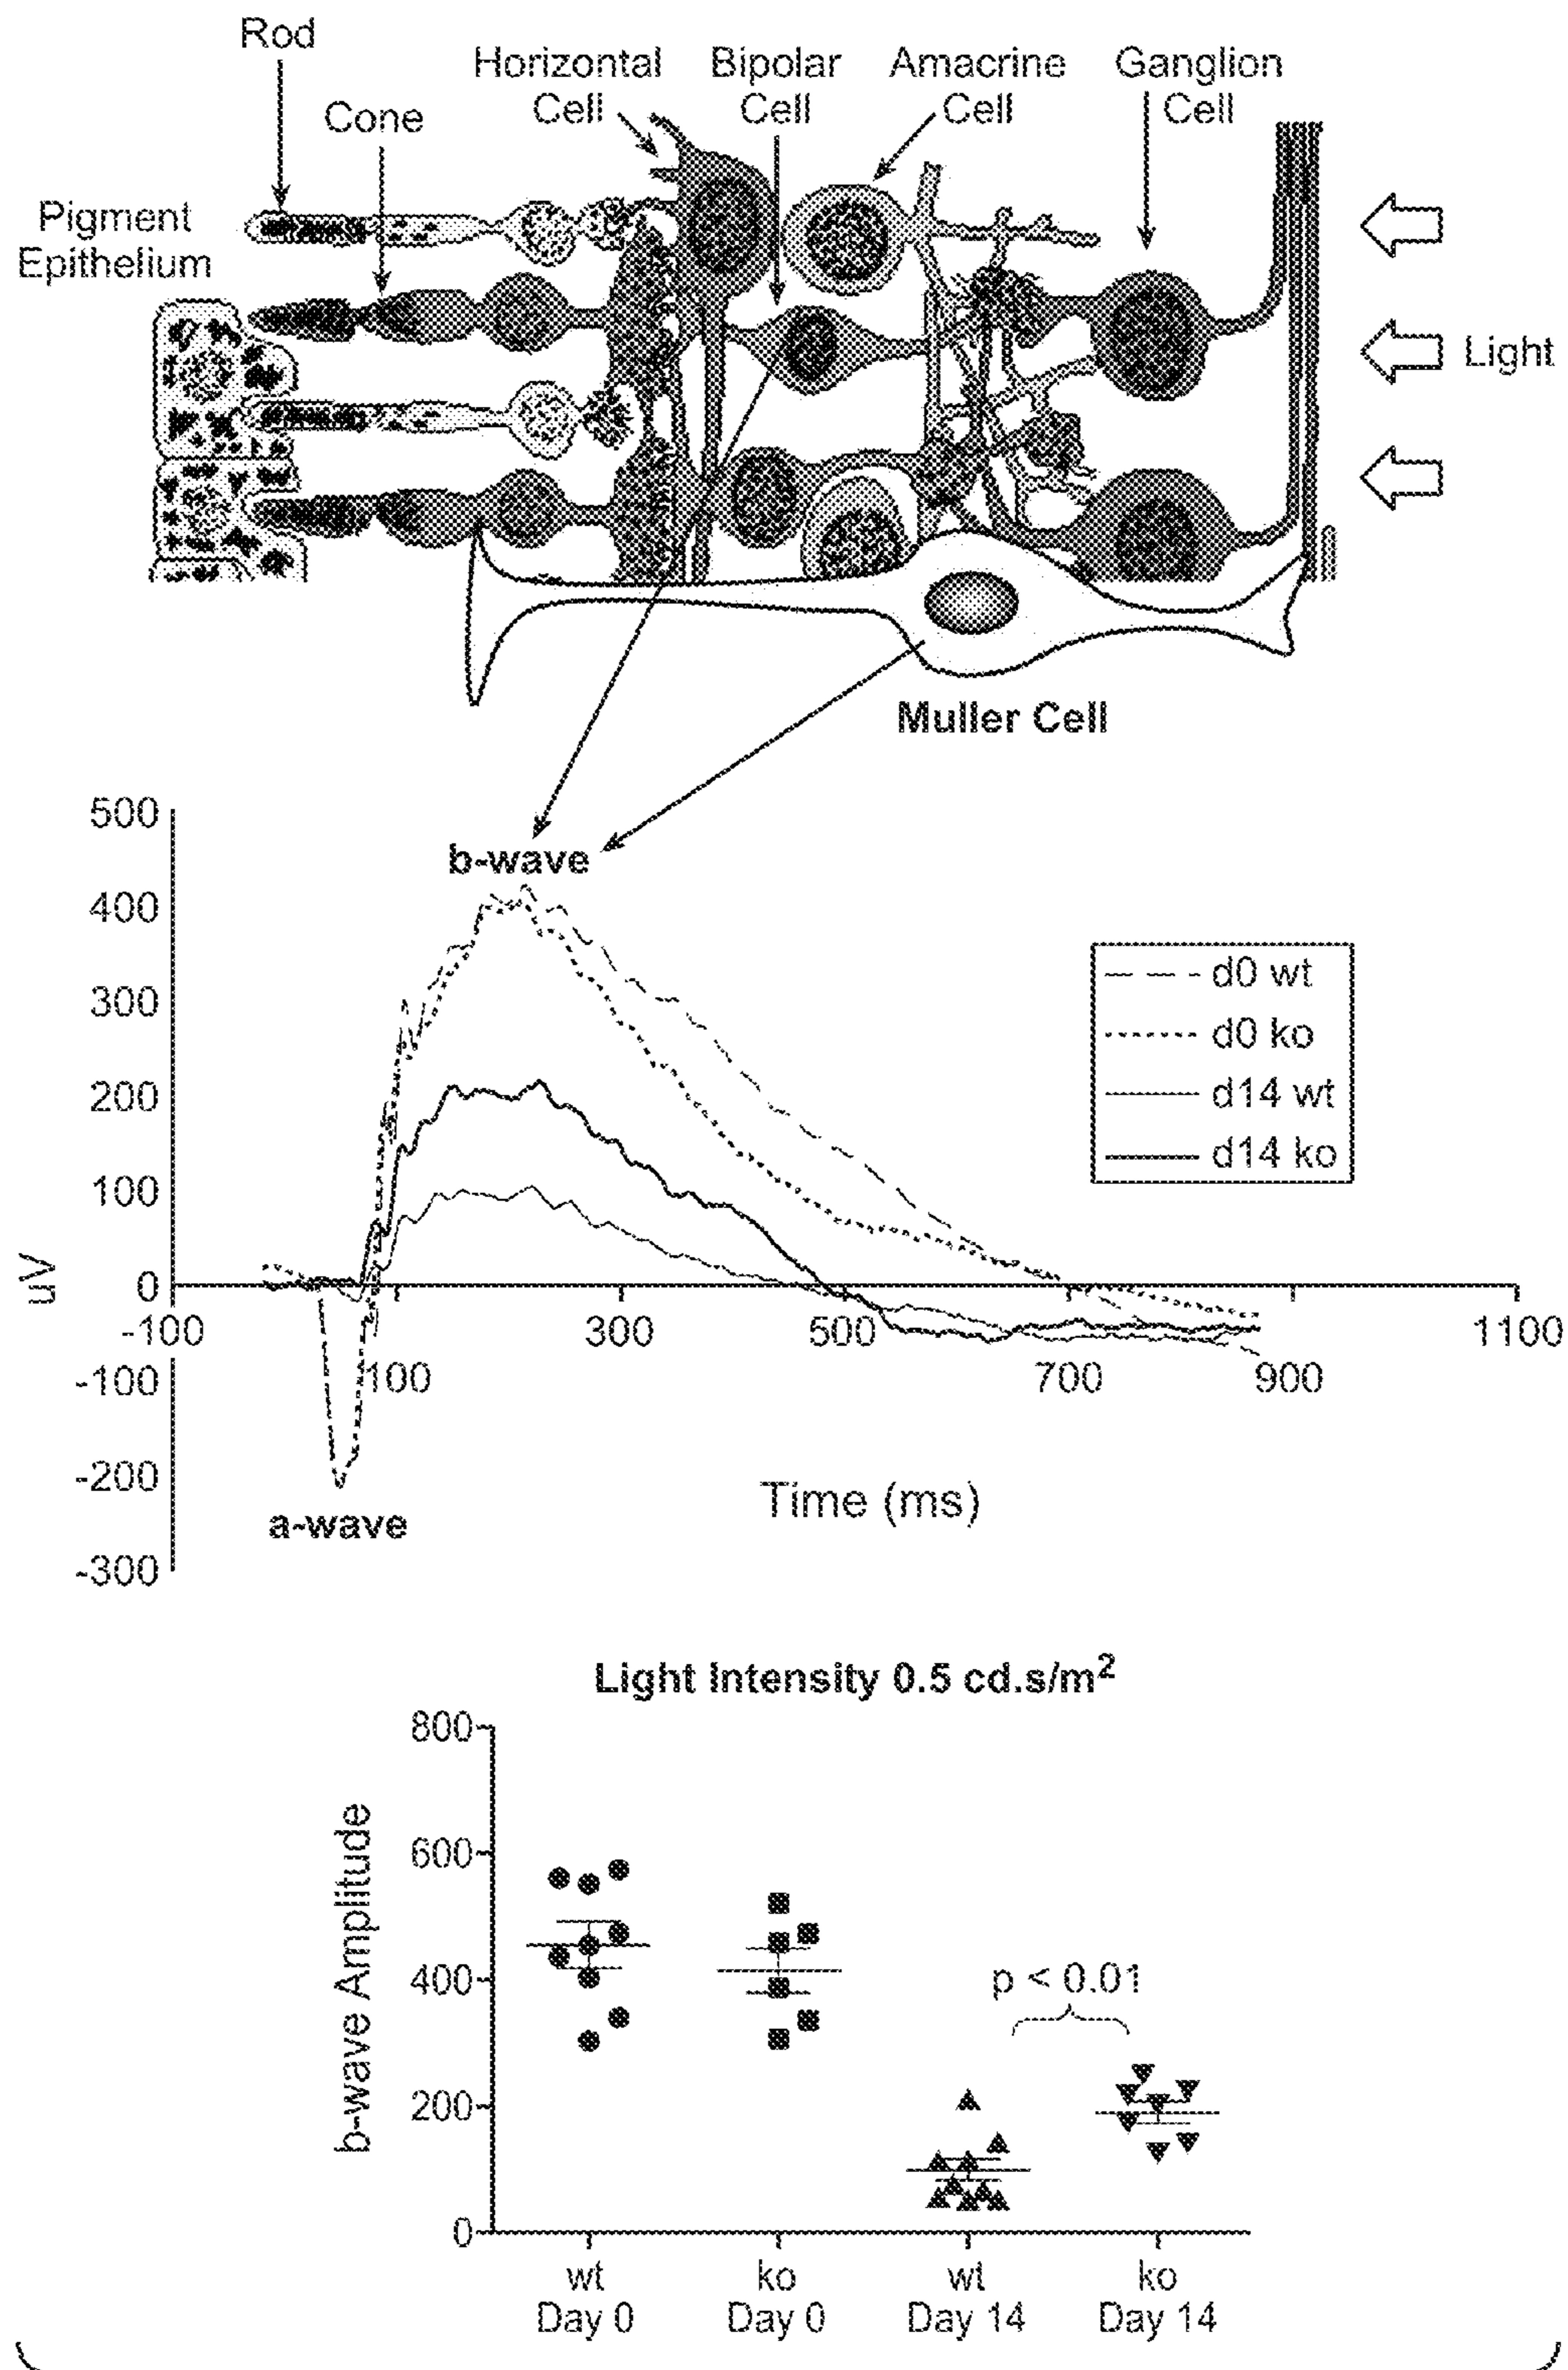 Rod
Cone
Horizontal
Cell
Bipolar
Cell
Amacrine
Cell
Ganglion
Cell
Pigment
Epithelium
Light
Muller Cell
b-wave
500
400
300
200
100
0
-100
-200
-300
uV
-100
100
300
500
700
900
1100
d0 wt
d0 ko
d14 wt
d14 ko
a-wave
Time (ms)
Light Intensity 0.5 cd.s/m²
b-wave Amplitude
800
600
400
200
0
p < 0.01
wt
Day 0
ko
Day 0
wt
Day 14
ko
Day 14